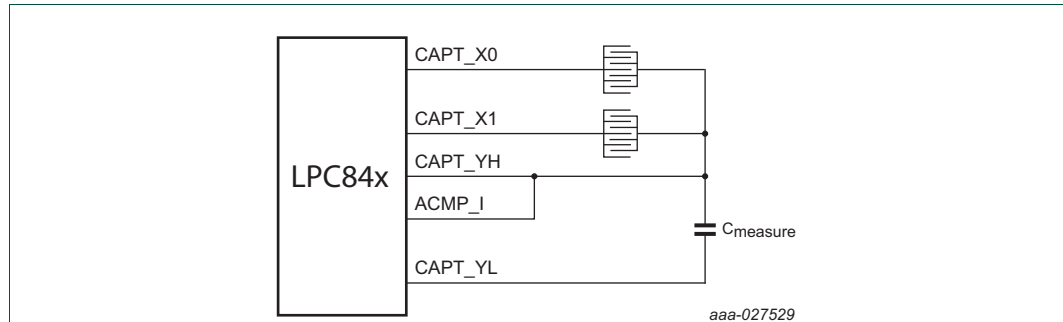 CAPT_X0
CAPT_X1
CAPT_YH
LPC84x
ACMP_I
Cmeasure
CAPT_YL
aaa-027529